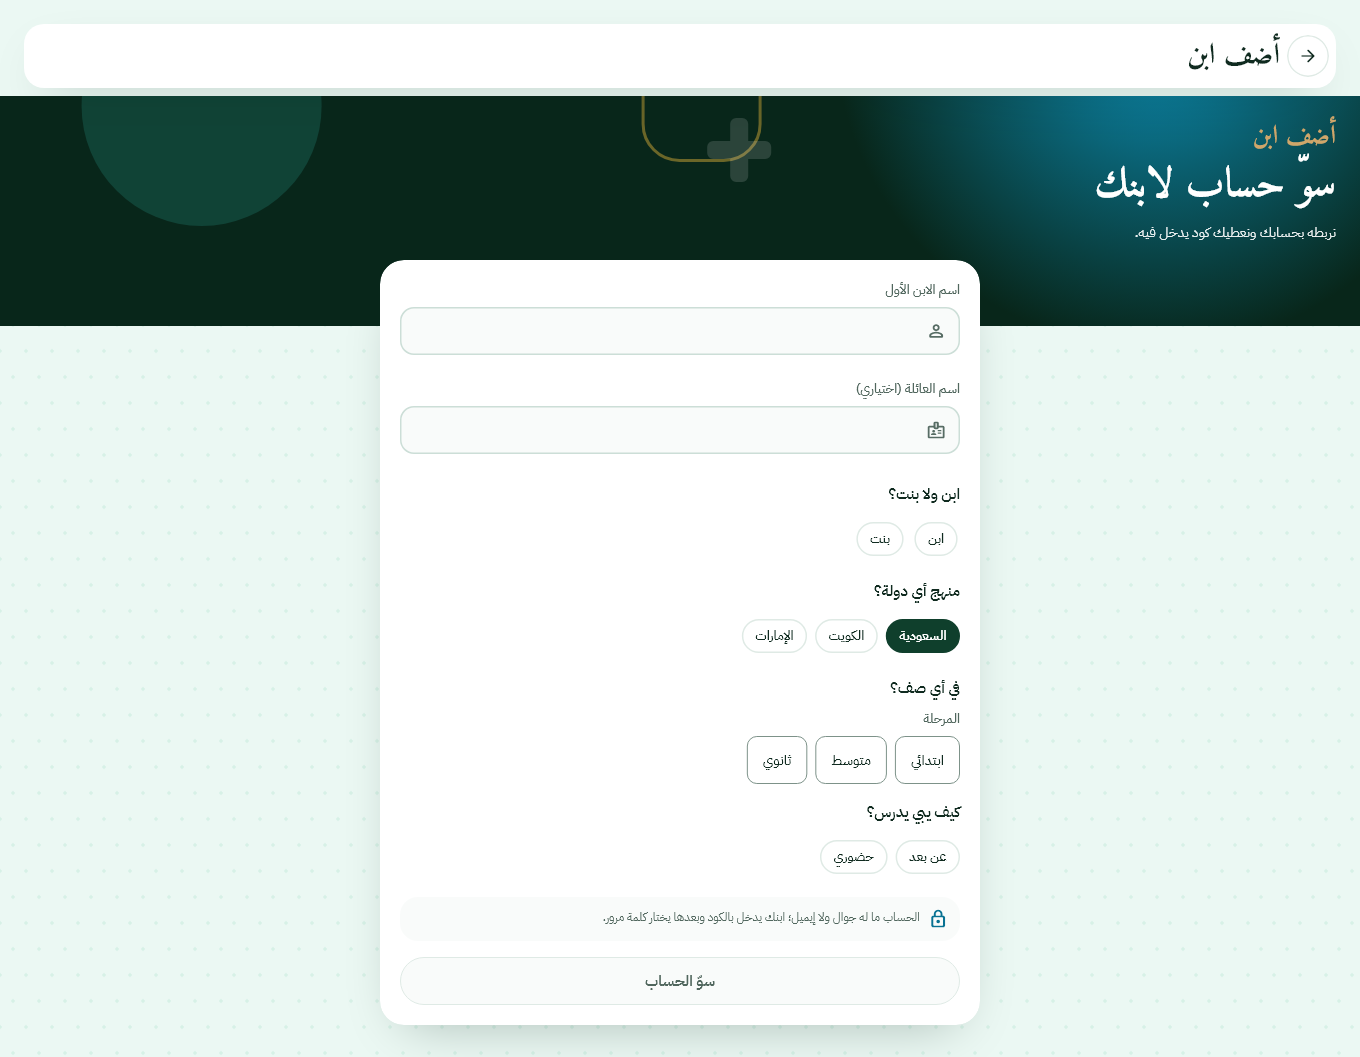 أضف ابن
أضف ابن
سوّ حساب لابنك
نربطه بحسابك ونعطيك كود يدخل فيه.
اسم الابن الأول
اسم العائلة (اختياري)
ابن ولا بنت؟
ابن
بنت
منهج أي دولة؟
السعودية
الكويت
الإمارات
في أي صف؟
المرحلة
ابتدائي
متوسط
ثانوي
كيف يبي يدرس؟
عن بعد
حضوري
الحساب ما له جوال ولا إيميل؛ ابنك يدخل بالكود وبعدها يختار كلمة مرور.
سوّ الحساب